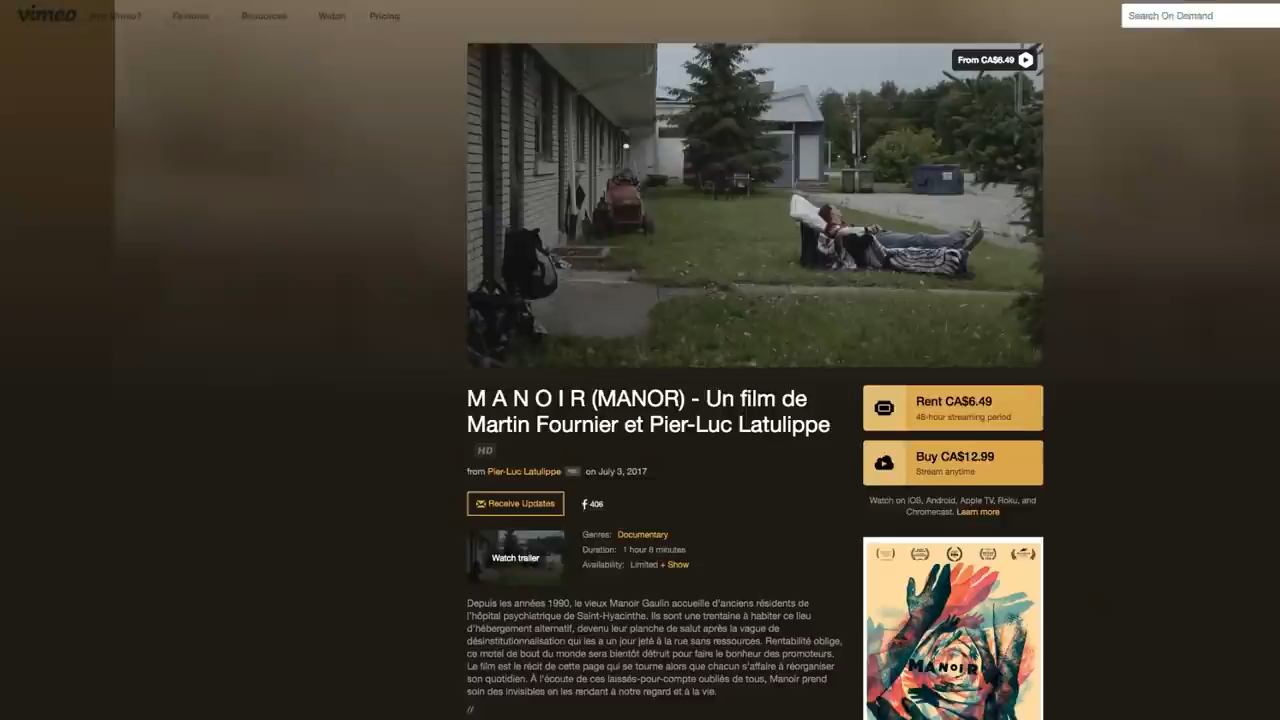 vimeo Why Vimeo? Features Resources Watch Pricing
Search On Demand
From CA$6.49
M A N O I R (MANOR) - Un film de
Martin Fournier et Pier-Luc Latulippe
HD
from Pier-Luc Latulippe on July 3, 2017
Receive Updates
406
Watch trailer
Genres: Documentary
Duration: 1 hour 8 minutes
Availability: Limited + Show
Depuis les années 1990, le vieux Manoir Gaulin accueille d'anciens résidents de
l'hôpital psychiatrique de Saint-Hyacinthe. Ils sont une trentaine à habiter ce lieu
d'hébergement alternatif, devenu leur planche de salut après la vague de
désinstitutionnalisation qui les a un jour jeté à la rue sans ressources. Rentabilité oblige,
ce motel de bout du monde sera bientôt détruit pour faire le bonheur des promoteurs.
Le film est le récit de cette page qui se tourne alors que chacun s'affaire à réorganiser
son quotidien. À l'écoute de ces laissés-pour-compte oubliés de tous, Manoir prend
soin des invisibles en les rendant à notre regard et à la vie.
//
Rent CA$6.49
48-hour streaming period
Buy CA$12.99
Stream anytime
Watch on iOS, Android, Apple TV, Roku, and
Chromecast. Learn more
MANOIR